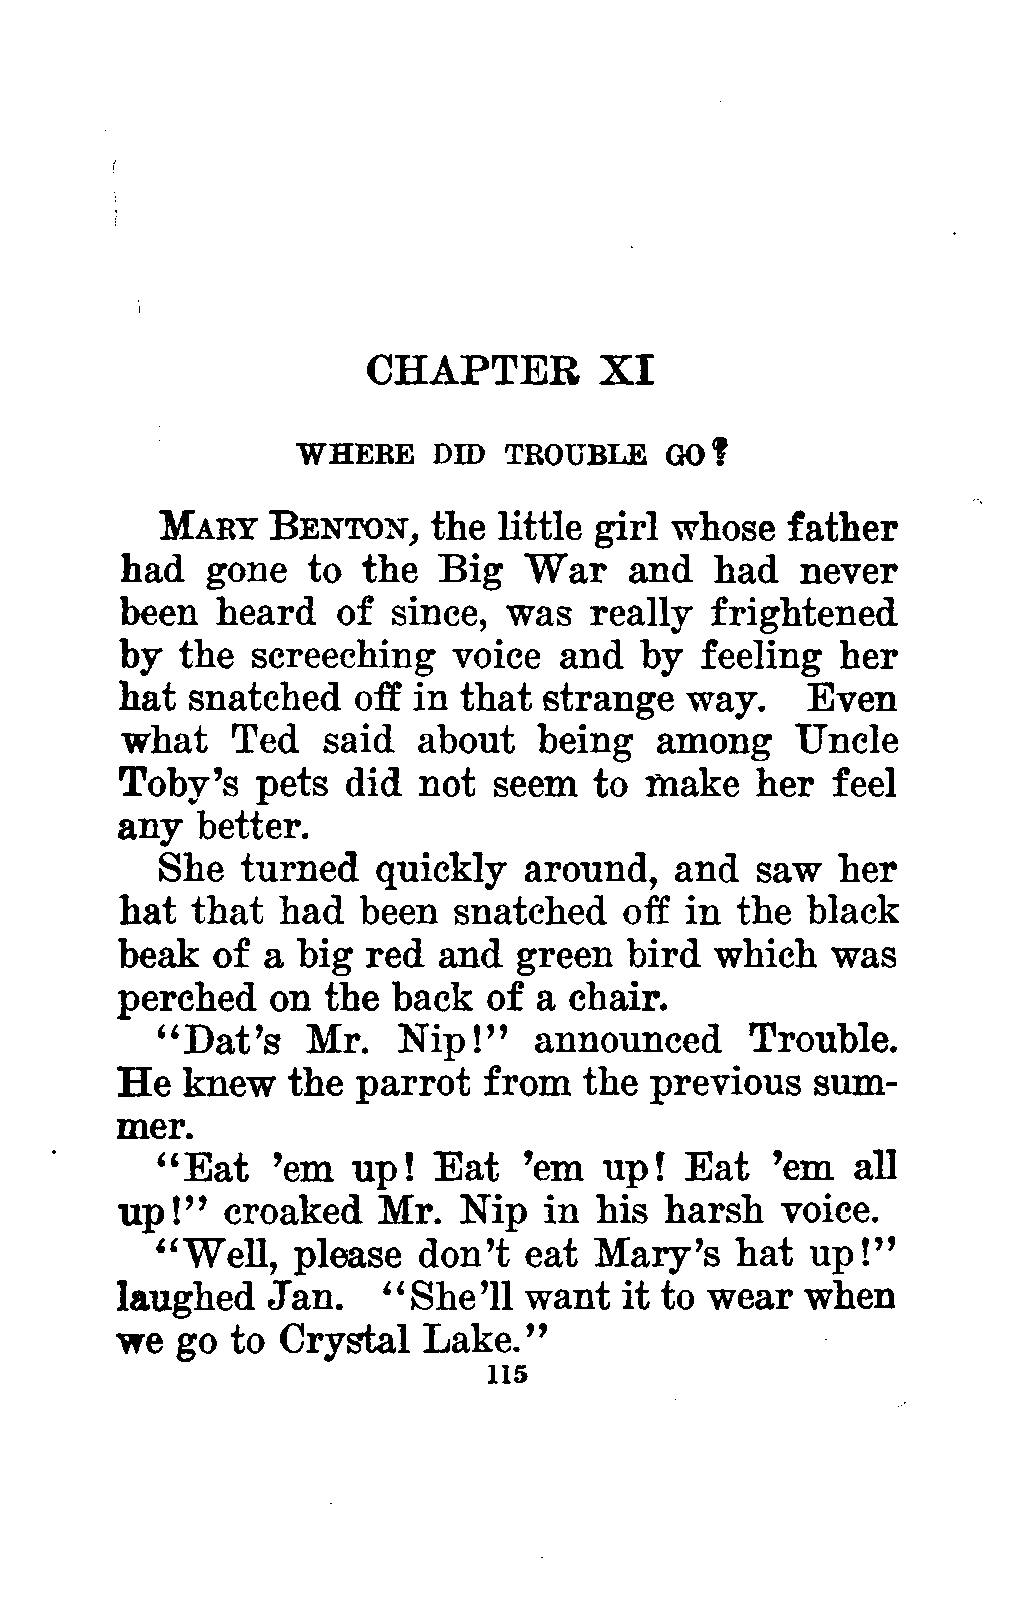 CHAPTER XI
WHERE DID TROUBLE GO?
MARY BENTON, the little girl whose father
had gone to the Big War and had never
been heard of since, was really frightened
by the screeching voice and by feeling her
hat snatched off in that strange way. Even
what Ted said about being among Uncle
Toby's pets did not seem to make her feel
any better.
She turned quickly around, and saw her
hat that had been snatched off in the black
beak of a big red and green bird which was
perched on the back of a chair.
"Dat's Mr. Nip!" announced Trouble.
He knew the parrot from the previous sum-
mer.
"Eat 'em up! Eat 'em up! Eat 'em all
up!" croaked Mr. Nip in his harsh voice.
"Well, please don't eat Mary's hat up!"
laughed Jan. "She'll want it to wear when
we go to Crystal Lake."
115